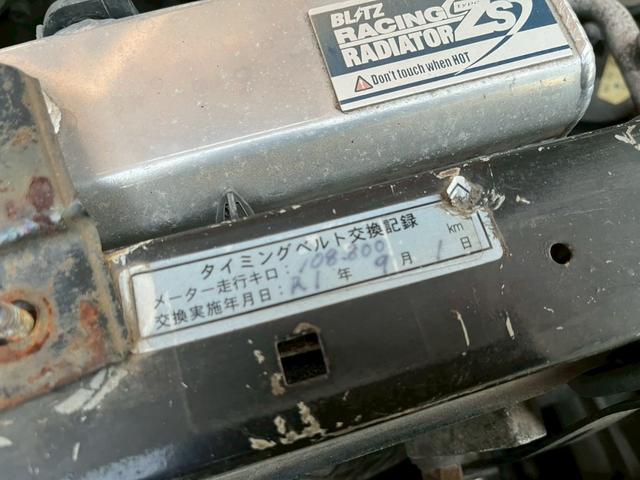 BLITZ
RACING
RADIATOR
TYPE ZS
⚠Don't touch when HOT
タイミングベルト交換記録
メーター走行キロ:108.800 km
交換実施年月日:R1年9月1日